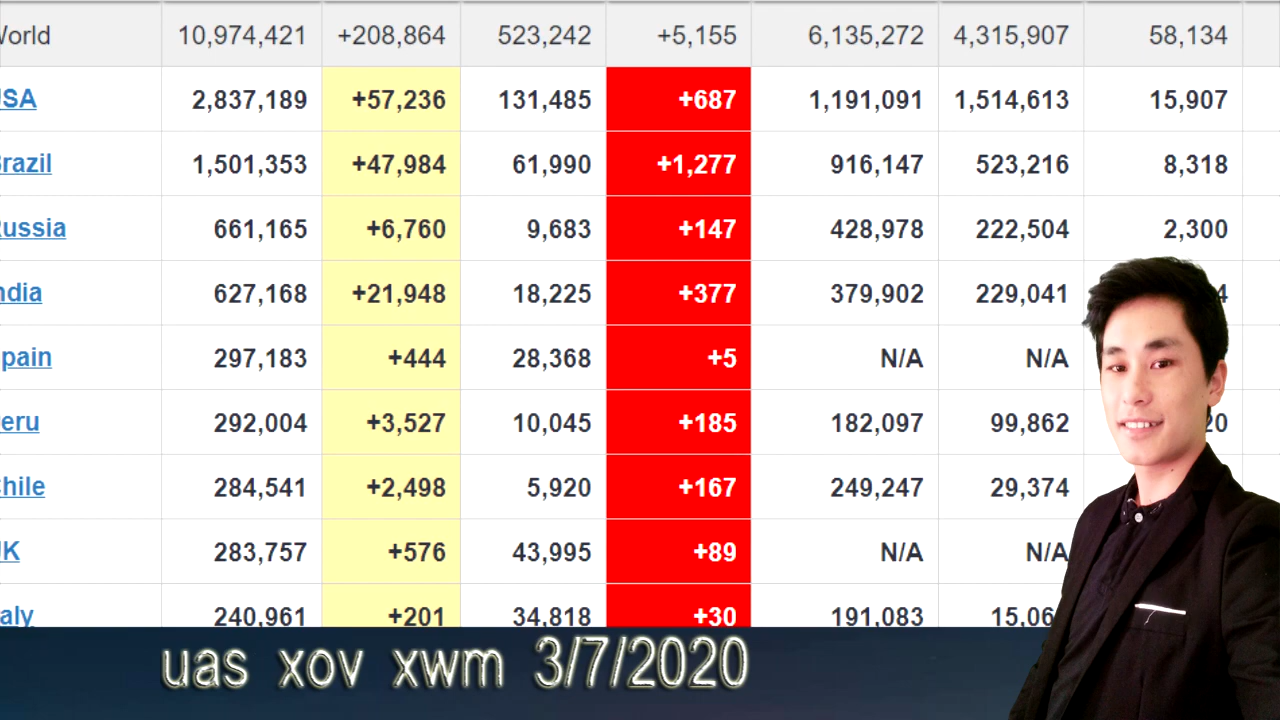 World 10,974,421 +208,864 523,242 +5,155 6,135,272 4,315,907 58,134
USA 2,837,189 +57,236 131,485 +687 1,191,091 1,514,613 15,907
Brazil 1,501,353 +47,984 61,990 +1,277 916,147 523,216 8,318
Russia 661,165 +6,760 9,683 +147 428,978 222,504 2,300
India 627,168 +21,948 18,225 +377 379,902 229,041
Spain 297,183 +444 28,368 +5 N/A N/A
Peru 292,004 +3,527 10,045 +185 182,097 99,862
Chile 284,541 +2,498 5,920 +167 249,247 29,374
UK 283,757 +576 43,995 +89 N/A N/A
Italy 240,961 +201 34,818 +30 191,083
uas xov xwm 3/7/2020